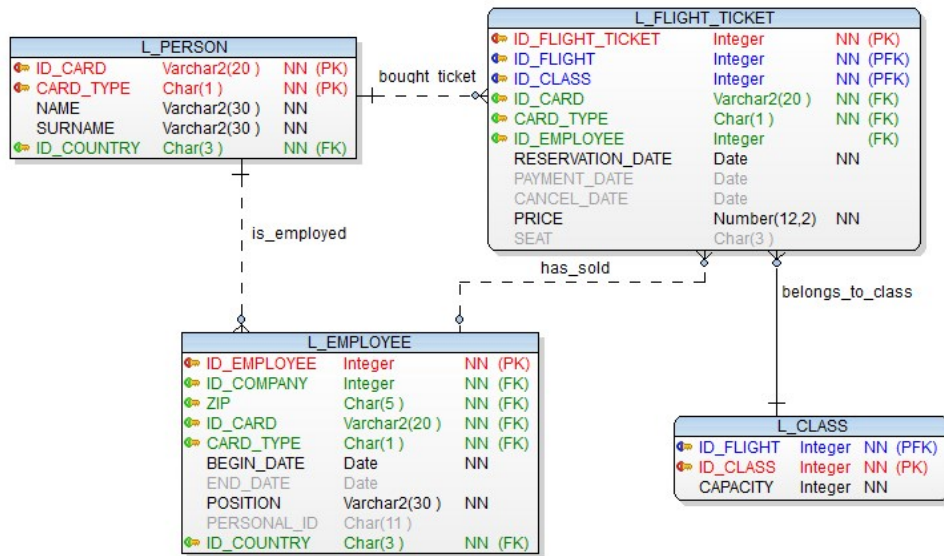 L_PERSON
ID_CARD Varchar2(20 ) NN (PK)
CARD_TYPE Char(1 ) NN (PK)
NAME Varchar2(30 ) NN
SURNAME Varchar2(30 ) NN
ID_COUNTRY Char(3 ) NN (FK)
bought_ticket
L_FLIGHT_TICKET
ID_FLIGHT_TICKET Integer NN (PK)
ID_FLIGHT Integer NN (PFK)
ID_CLASS Integer NN (PFK)
ID_CARD Varchar2(20 ) NN (FK)
CARD_TYPE Char(1 ) NN (FK)
ID_EMPLOYEE Integer (FK)
RESERVATION_DATE Date NN
PAYMENT_DATE Date
CANCEL_DATE Date
PRICE Number(12,2) NN
SEAT Char(3 )
is_employed
has_sold
belongs_to_class
L_EMPLOYEE
ID_EMPLOYEE Integer NN (PK)
ID_COMPANY Integer NN (FK)
ZIP Char(5 ) NN (FK)
ID_CARD Varchar2(20 ) NN (FK)
CARD_TYPE Char(1 ) NN (FK)
BEGIN_DATE Date NN
END_DATE Date
POSITION Varchar2(30 ) NN
PERSONAL_ID Char(11 )
ID_COUNTRY Char(3 ) NN (FK)
L_CLASS
ID_FLIGHT Integer NN (PFK)
ID_CLASS Integer NN (PK)
CAPACITY Integer NN